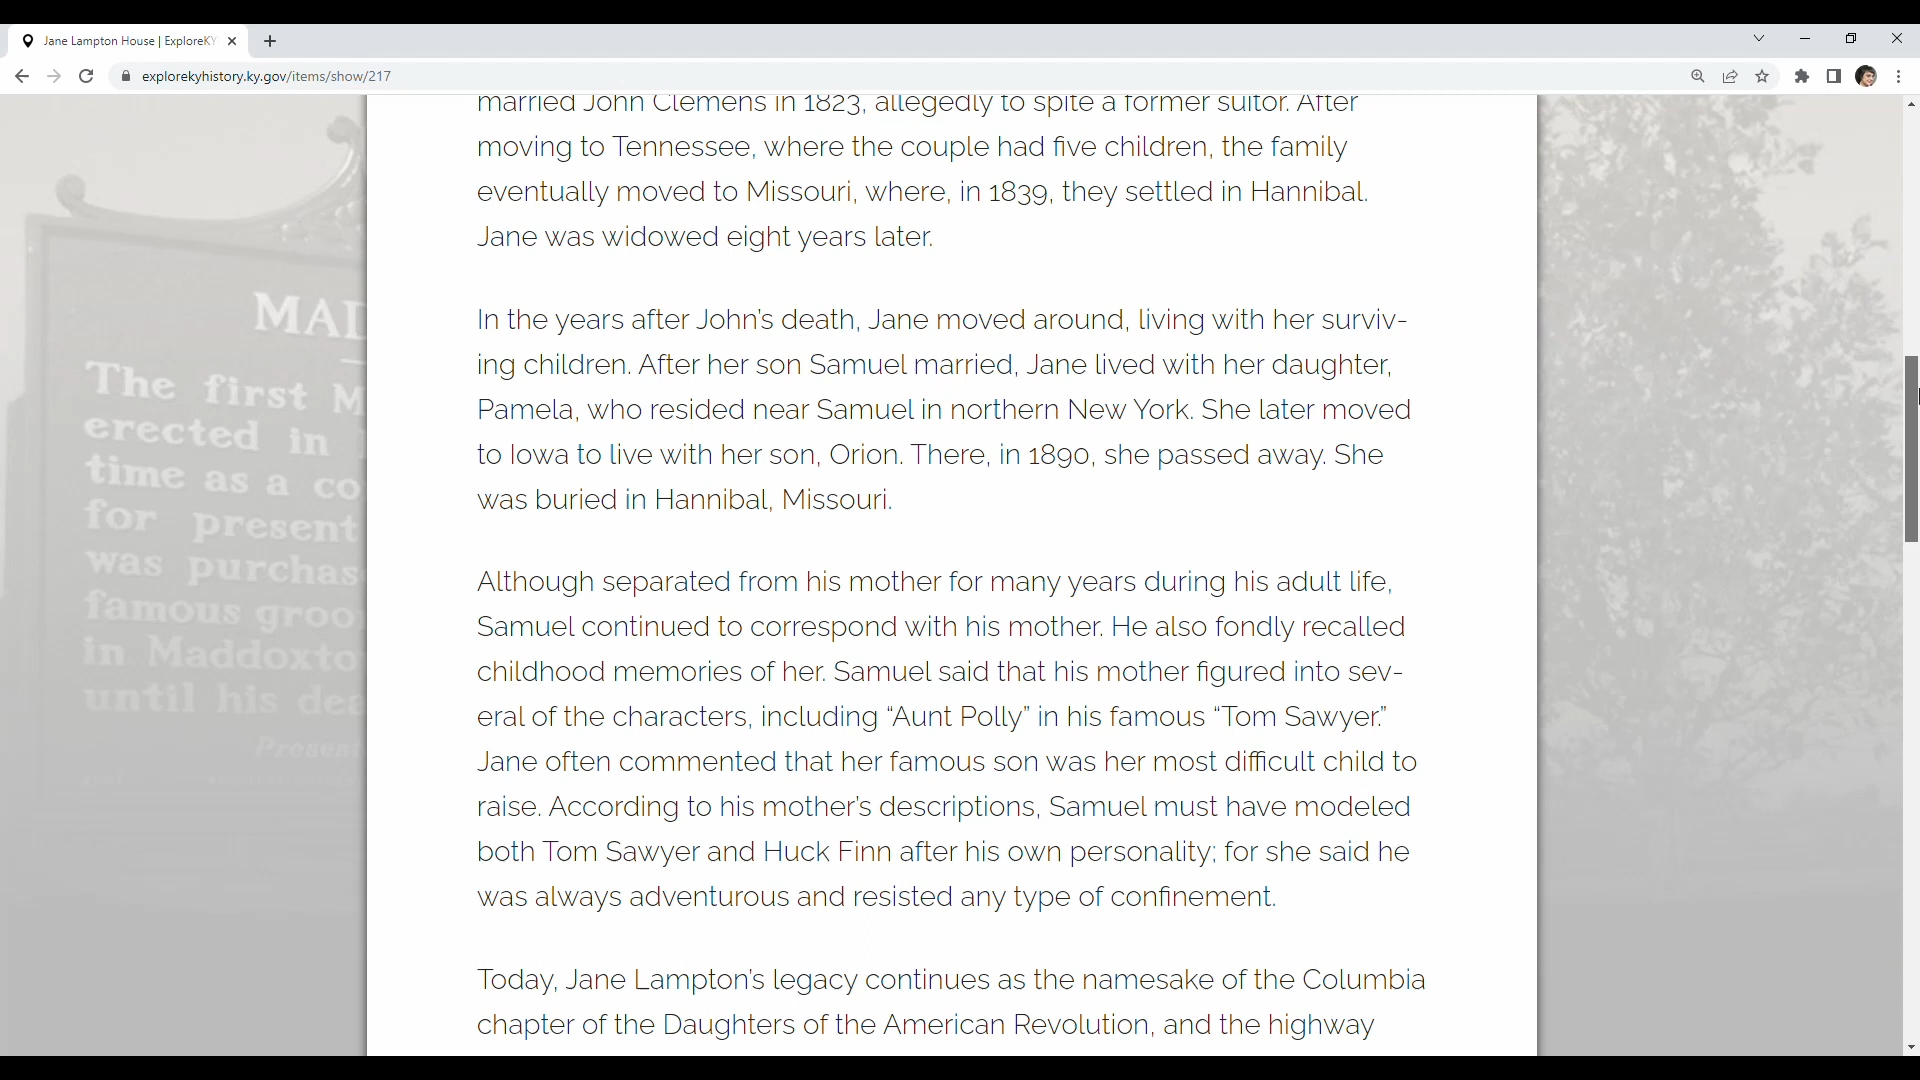 Jane Lampton House | ExploreKY
explorekyhistory.ky.gov/items/show/217
married John Clemens in 1823, allegedly to spite a former suitor. After
moving to Tennessee, where the couple had five children, the family
eventually moved to Missouri, where, in 1839, they settled in Hannibal.
Jane was widowed eight years later.
In the years after John's death, Jane moved around, living with her surviv-
ing children. After her son Samuel married, Jane lived with her daughter,
Pamela, who resided near Samuel in northern New York. She later moved
to Iowa to live with her son, Orion. There, in 1890, she passed away. She
was buried in Hannibal, Missouri.
Although separated from his mother for many years during his adult life,
Samuel continued to correspond with his mother. He also fondly recalled
childhood memories of her. Samuel said that his mother figured into sev-
eral of the characters, including “Aunt Polly” in his famous “Tom Sawyer.”
Jane often commented that her famous son was her most difficult child to
raise. According to his mother's descriptions, Samuel must have modeled
both Tom Sawyer and Huck Finn after his own personality; for she said he
was always adventurous and resisted any type of confinement.
Today, Jane Lampton's legacy continues as the namesake of the Columbia
chapter of the Daughters of the American Revolution, and the highway
MAD
The first M
erected in
time as a co
for present
was purchas
famous groo
in Maddoxto
until his dea
Present